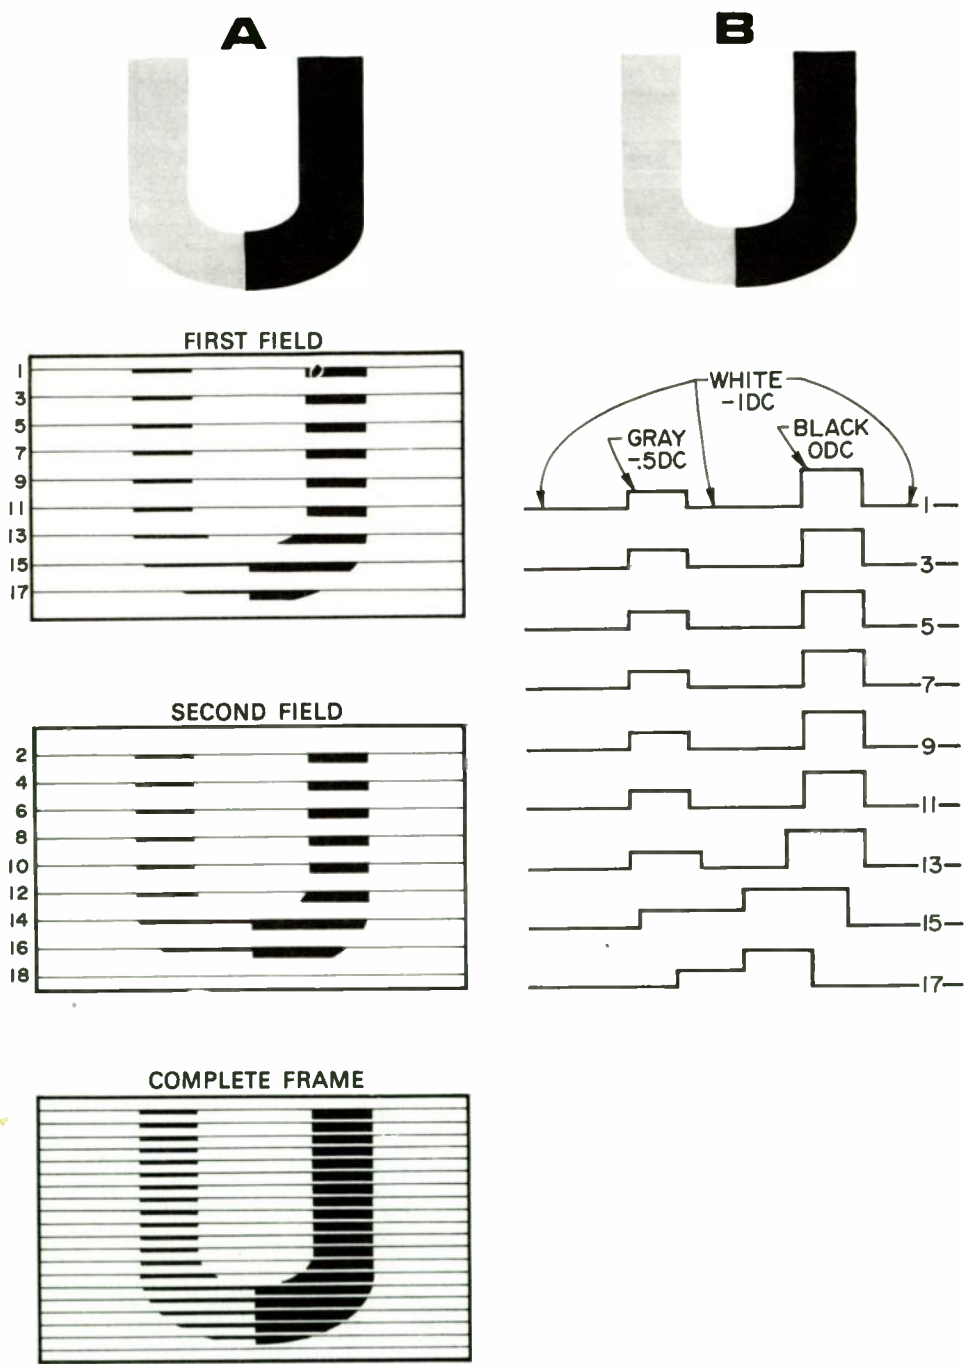 A
B
FIRST FIELD
1
3
5
7
9
11
13
15
17
WHITE
-1DC
GRAY
-.5DC
BLACK
0DC
1
3
5
7
9
11
13
15
17
SECOND FIELD
2
4
6
8
10
12
14
16
18
COMPLETE FRAME